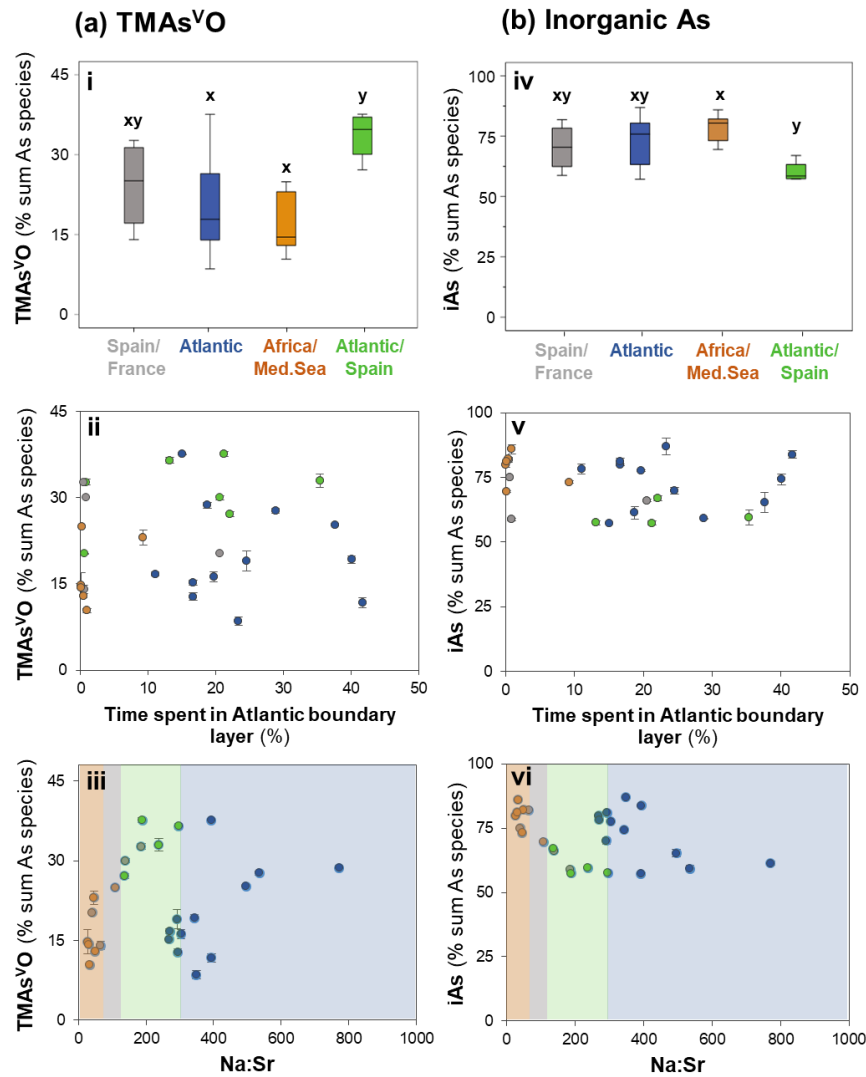 (a) TMAsⱽO
(b) Inorganic As
i
TMAsⱽO (% sum As species)
45
30
15
0
xy
x
x
y
Spain/
France
Atlantic
Africa/
Med.Sea
Atlantic/
Spain
iv
iAs (% sum As species)
100
75
50
25
0
xy
xy
x
y
Spain/
France
Atlantic
Africa/
Med.Sea
Atlantic/
Spain
ii
TMAsⱽO (% sum As species)
45
30
15
0
0
10
20
30
40
50
Time spent in Atlantic boundary
layer (%)
v
iAs (% sum As species)
100
75
50
25
0
0
10
20
30
40
50
Time spent in Atlantic boundary
layer (%)
iii
TMAsⱽO (% sum As species)
45
30
15
0
0
200
400
600
800
1000
Na:Sr
vi
iAs (% sum As species)
100
75
50
25
0
0
200
400
600
800
1000
Na:Sr